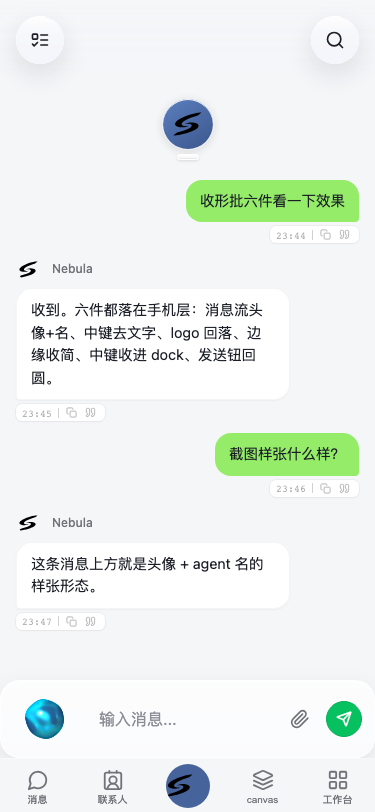 收形批六件看一下效果
23:44
Nebula
收到。六件都落在手机层：消息流头
像+名、中键去文字、logo 回落、边
缘收简、中键收进 dock、发送钮回
圆。
23:45
截图样张什么样？
23:46
Nebula
这条消息上方就是头像 + agent 名的
样张形态。
23:47
输入消息...
消息
联系人
canvas
工作台